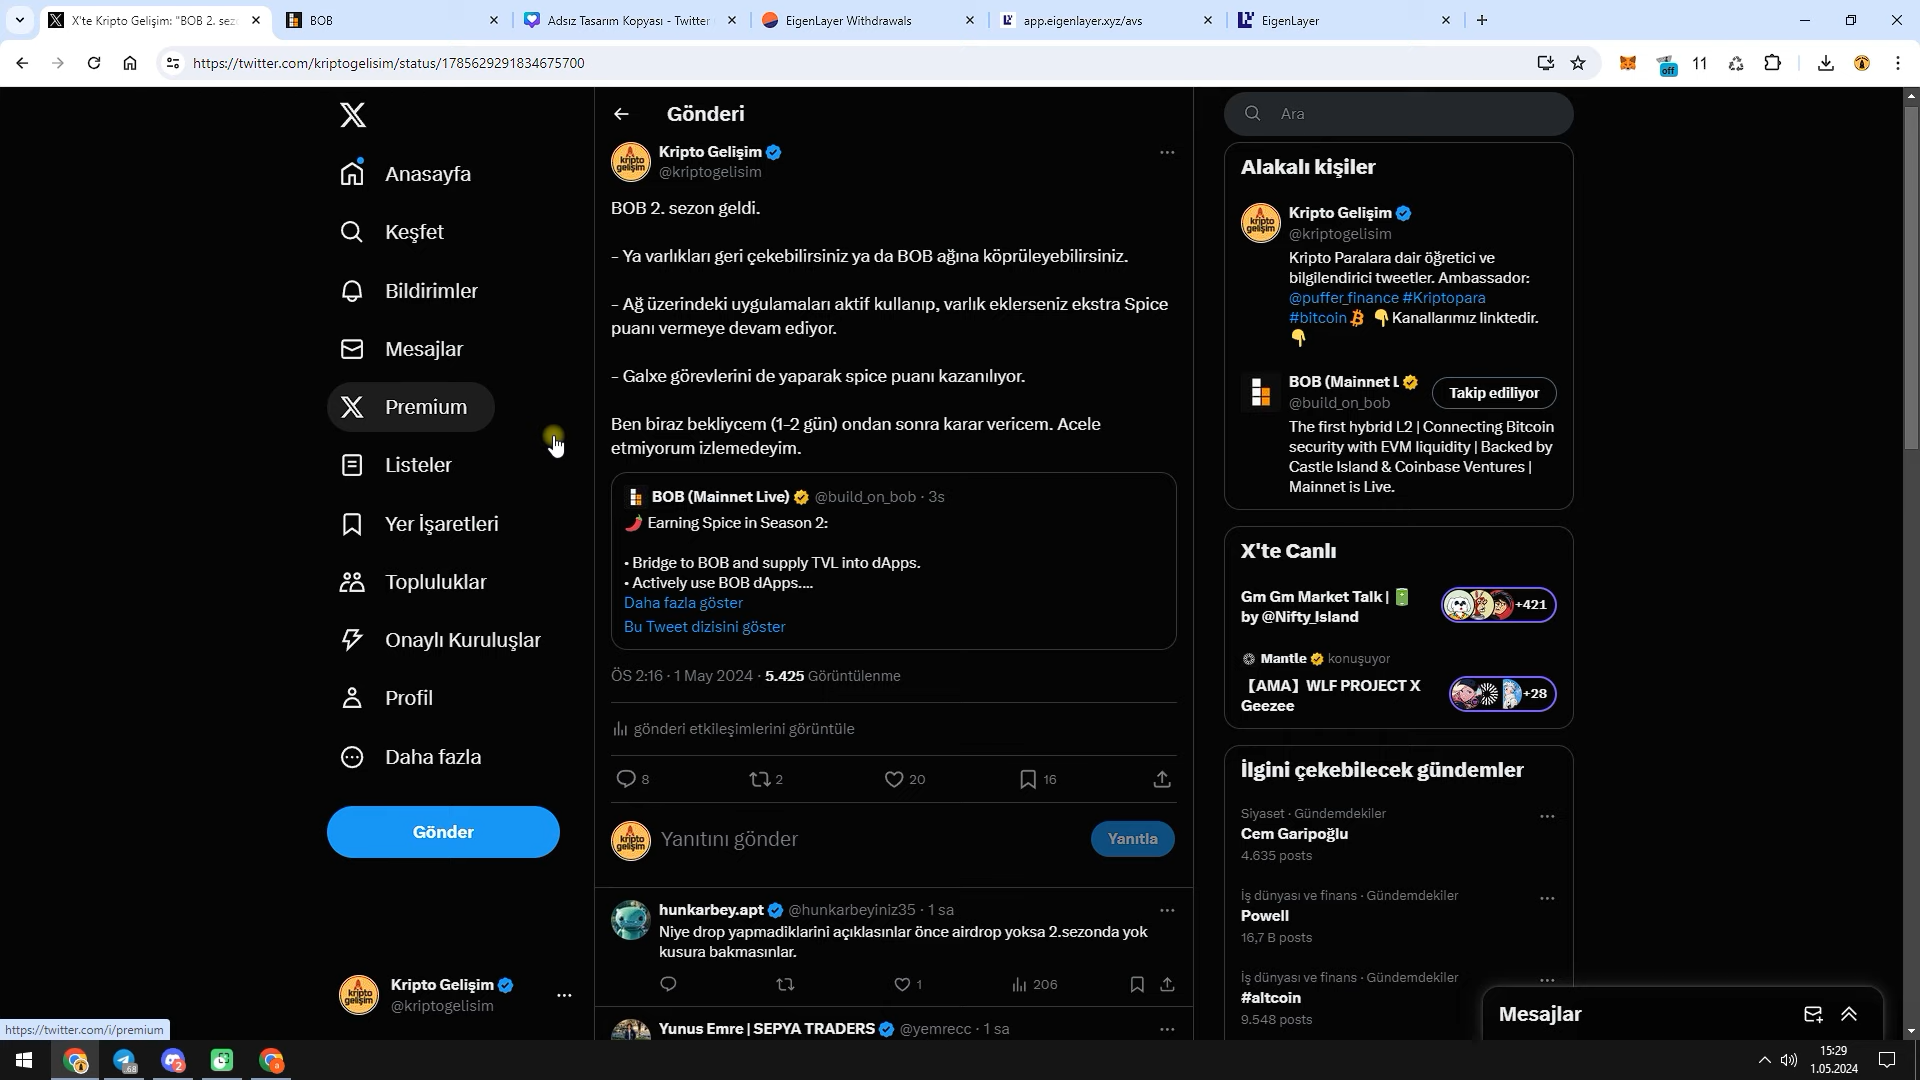 X'te Kripto Gelişim: "BOB 2. sez
BOB
Adsız Tasarım Kopyası - Twitter
EigenLayer Withdrawals
app.eigenlayer.xyz/avs
EigenLayer
https://twitter.com/kriptogelisim/status/1785629291834675700
off
11
Anasayfa
Keşfet
Bildirimler
Mesajlar
Premium
Listeler
Yer İşaretleri
Topluluklar
Onaylı Kuruluşlar
Profil
Daha fazla
Gönder
Kripto Gelişim
@kriptogelisim
https://twitter.com/i/premium
Gönderi
Kripto Gelişim
@kriptogelisim
BOB 2. sezon geldi.
- Ya varlıkları geri çekebilirsiniz ya da BOB ağına köprüleyebilirsiniz.
- Ağ üzerindeki uygulamaları aktif kullanıp, varlık eklerseniz ekstra Spice
puanı vermeye devam ediyor.
- Galxe görevlerini de yaparak spice puanı kazanılıyor.
Ben biraz bekliycem (1-2 gün) ondan sonra karar vericem. Acele
etmiyorum izlemedeyim.
BOB (Mainnet Live) @build_on_bob · 3s
🌶️ Earning Spice in Season 2:
• Bridge to BOB and supply TVL into dApps.
• Actively use BOB dApps....
Daha fazla göster
Bu Tweet dizisini göster
ÖS 2:16 · 1 May 2024 · 5.425 Görüntülenme
gönderi etkileşimlerini görüntüle
8 2 20 16
Yanıtını gönder
Yanıtla
hunkarbey.apt @hunkarbeyiniz35 · 1 sa
Niye drop yapmadiklarini açıklasınlar önce airdrop yoksa 2.sezonda yok
kusura bakmasınlar.
1 206
Yunus Emre | SEPYA TRADERS @yemrecc · 1 sa
Ara
Alakalı kişiler
Kripto Gelişim
@kriptogelisim
Kripto Paralara dair öğretici ve
bilgilendirici tweetler. Ambassador:
@puffer_finance #Kriptopara
#bitcoin 👇 Kanallarımız linktedir.
👇
BOB (Mainnet L
@build_on_bob
Takip ediliyor
The first hybrid L2 | Connecting Bitcoin
security with EVM liquidity | Backed by
Castle Island & Coinbase Ventures |
Mainnet is Live.
X'te Canlı
Gm Gm Market Talk | 🔋
by @Nifty_Island
+421
Mantle konuşuyor
【AMA】WLF PROJECT X
Geezee
+28
İlgini çekebilecek gündemler
Siyaset · Gündemdekiler
Cem Garipoğlu
4.635 posts
İş dünyası ve finans · Gündemdekiler
Powell
16,7 B posts
İş dünyası ve finans · Gündemdekiler
#altcoin
9.548 posts
Mesajlar
68
2
15:29
1.05.2024